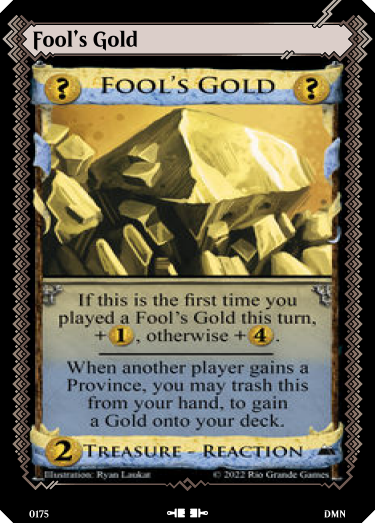 Fool's Gold
? FOOL'S GOLD ?
If this is the first time you
played a Fool's Gold this turn,
+1, otherwise +4.
When another player gains a
Province, you may trash this
from your hand, to gain
a Gold onto your deck.
2 TREASURE – REACTION
Illustration: Ryan Laukat © 2022 Rio Grande Games
0175 DMN